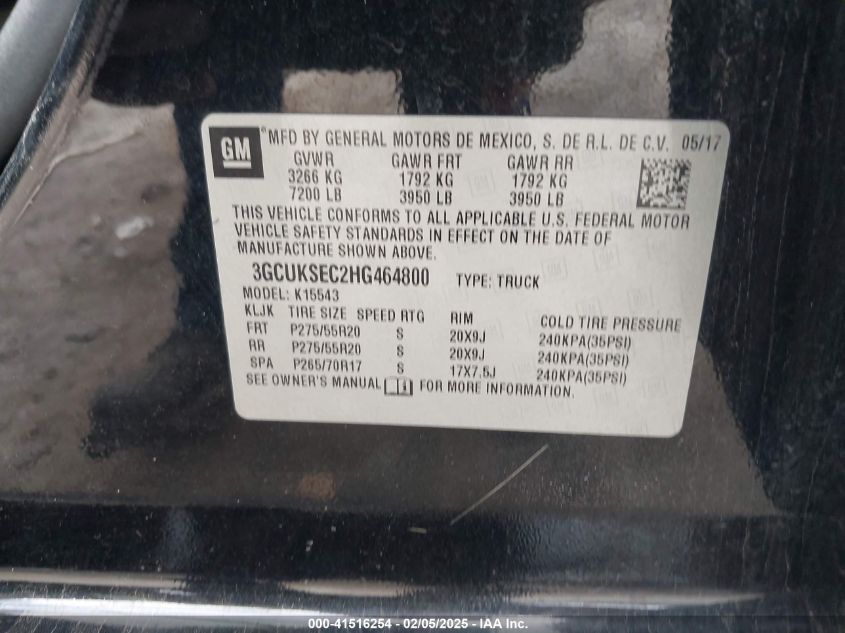 GM ®MFD BY GENERAL MOTORS DE MEXICO, S. DE R.L. DE C.V. 05/17
GVWR GAWR FRT GAWR RR
3266 KG 1792 KG 1792 KG
7200 LB 3950 LB 3950 LB
THIS VEHICLE CONFORMS TO ALL APPLICABLE U.S. FEDERAL MOTOR
VEHICLE SAFETY STANDARDS IN EFFECT ON THE DATE OF
MANUFACTURE SHOWN ABOVE.
3GCUKSEC2HG464800 TYPE: TRUCK
MODEL: K15543
KLJK TIRE SIZE SPEED RTG RIM COLD TIRE PRESSURE
FRT P275/55R20 S 20X9J 240KPA(35PSI)
RR P275/55R20 S 20X9J 240KPA(35PSI)
SPA P265/70R17 S 17X7.5J 240KPA(35PSI)
SEE OWNER'S MANUAL FOR MORE INFORMATION.
000-41516254 - 02/05/2025 - IAA Inc.